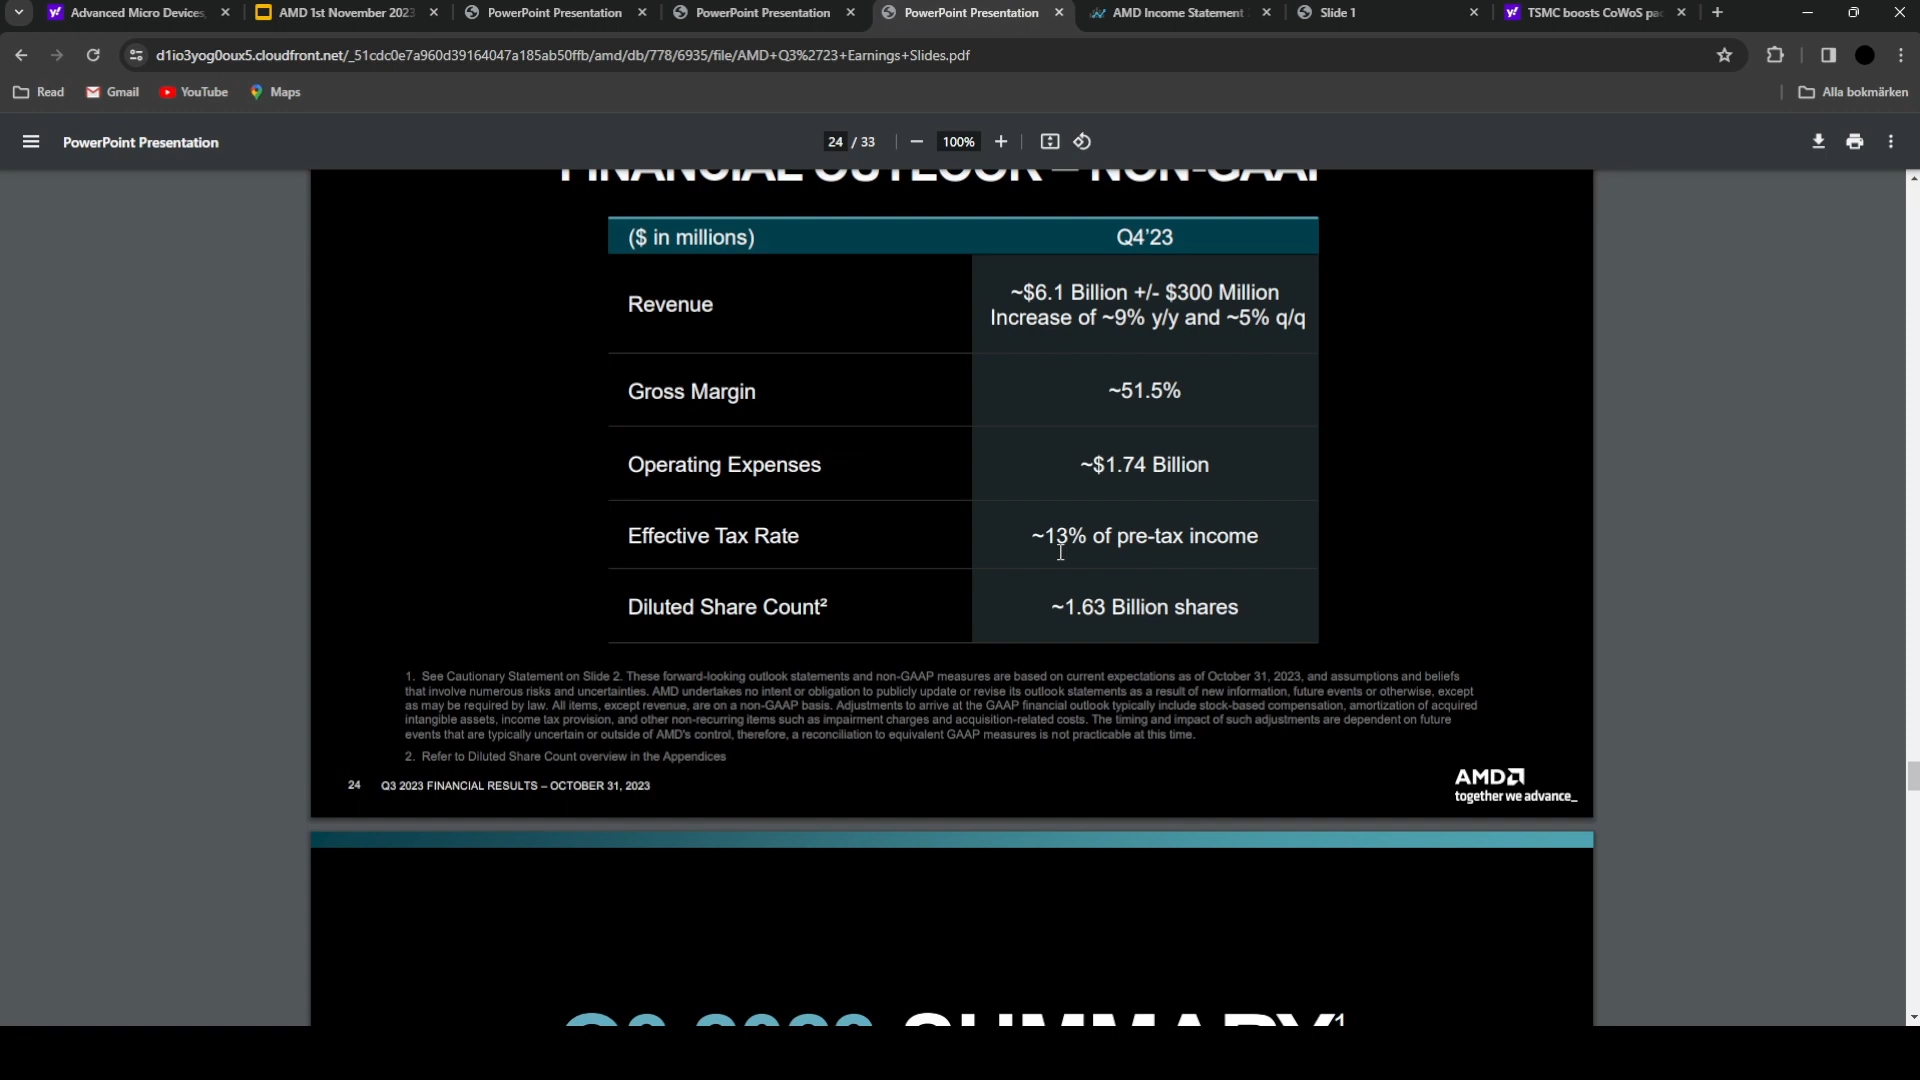 Advanced Micro Devices,
AMD 1st November 2023
PowerPoint Presentation
PowerPoint Presentation
PowerPoint Presentation
AMD Income Statement
Slide 1
TSMC boosts CoWoS pac
d1io3yog0oux5.cloudfront.net/_51cdc0e7a960d39164047a185ab50ffb/amd/db/778/6935/file/AMD+Q3%2723+Earnings+Slides.pdf
Read
Gmail
YouTube
Maps
Alla bokmärken
PowerPoint Presentation
24 / 33
100%
FINANCIAL OUTLOOK – NON-GAAP
($ in millions) Q4'23
Revenue
~$6.1 Billion +/- $300 Million
Increase of ~9% y/y and ~5% q/q
Gross Margin ~51.5%
Operating Expenses ~$1.74 Billion
Effective Tax Rate ~13% of pre-tax income
Diluted Share Count² ~1.63 Billion shares
1. See Cautionary Statement on Slide 2. These forward-looking outlook statements and non-GAAP measures are based on current expectations as of October 31, 2023, and assumptions and beliefs
that involve numerous risks and uncertainties. AMD undertakes no intent or obligation to publicly update or revise its outlook statements as a result of new information, future events or otherwise, except
as may be required by law. All items, except revenue, are on a non-GAAP basis. Adjustments to arrive at the GAAP financial outlook typically include stock-based compensation, amortization of acquired
intangible assets, income tax provision, and other non-recurring items such as impairment charges and acquisition-related costs. The timing and impact of such adjustments are dependent on future
events that are typically uncertain or outside of AMD's control, therefore, a reconciliation to equivalent GAAP measures is not practicable at this time.
2. Refer to Diluted Share Count overview in the Appendices
24 Q3 2023 FINANCIAL RESULTS – OCTOBER 31, 2023
AMD
together we advance_
Q3 2023 SUMMARY¹